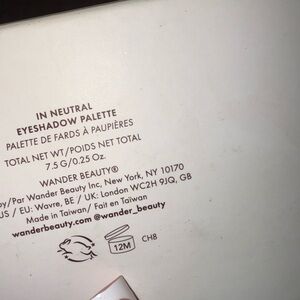 IN NEUTRAL
EYESHADOW PALETTE
PALETTE DE FARDS À PAUPIÈRES
TOTAL NET WT/POIDS NET TOTAL
7.5 G/0.25 Oz.
WANDER BEAUTY®
by/Par Wander Beauty Inc, New York, NY 10170
US / EU: Wavre, BE / UK: London WC2H 9JQ, GB
Made in Taiwan/ Fait en Taïwan
wanderbeauty.com @wander_beauty
12M
CH8